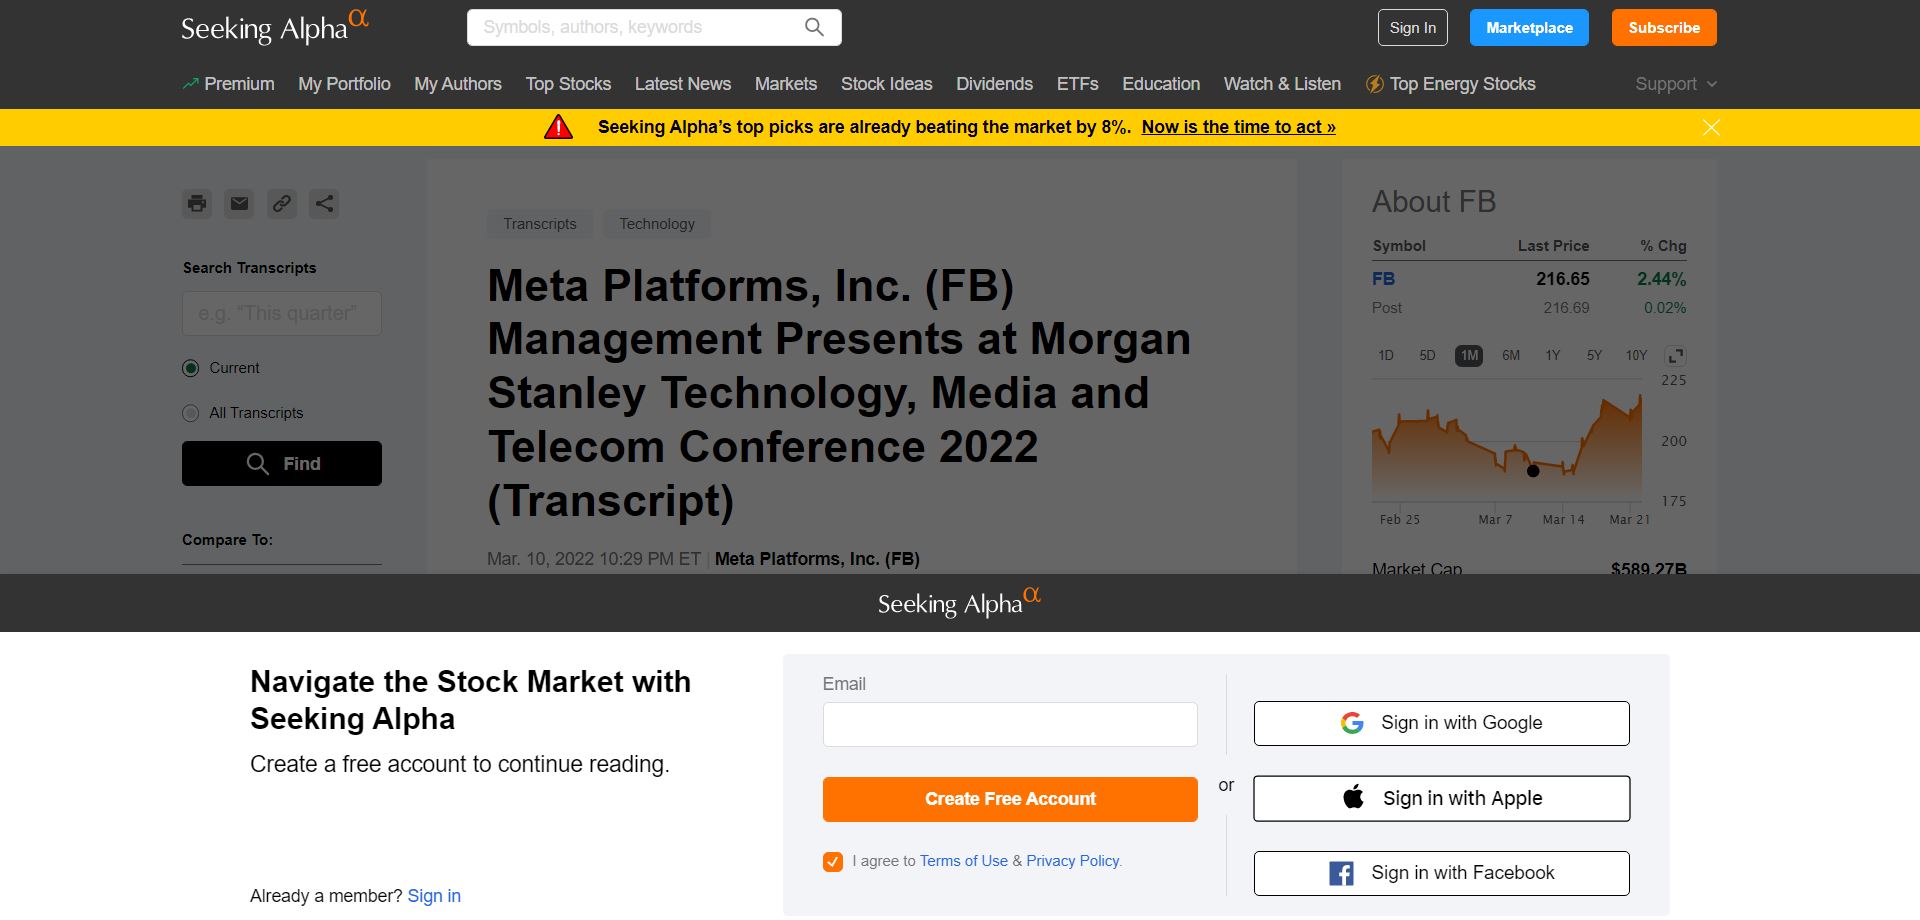 Seeking Alpha α
Symbols, authors, keywords
Sign In
Marketplace
Subscribe
Premium My Portfolio My Authors Top Stocks Latest News Markets Stock Ideas Dividends ETFs Education Watch & Listen Top Energy Stocks Support
Seeking Alpha's top picks are already beating the market by 8%. Now is the time to act »
Search Transcripts
e.g. "This quarter"
Current
All Transcripts
Find
Compare To:
Transcripts Technology
Meta Platforms, Inc. (FB)
Management Presents at Morgan
Stanley Technology, Media and
Telecom Conference 2022
(Transcript)
Mar. 10, 2022 10:29 PM ET | Meta Platforms, Inc. (FB)
About FB
Symbol Last Price % Chg
FB 216.65 2.44%
Post 216.69 0.02%
1D 5D 1M 6M 1Y 5Y 10Y
225
200
175
Feb 25 Mar 7 Mar 14 Mar 21
Market Cap $589.27B
Seeking Alpha α
Navigate the Stock Market with
Seeking Alpha
Create a free account to continue reading.
Already a member? Sign in
Email
Create Free Account
I agree to Terms of Use & Privacy Policy.
or
Sign in with Google
Sign in with Apple
Sign in with Facebook